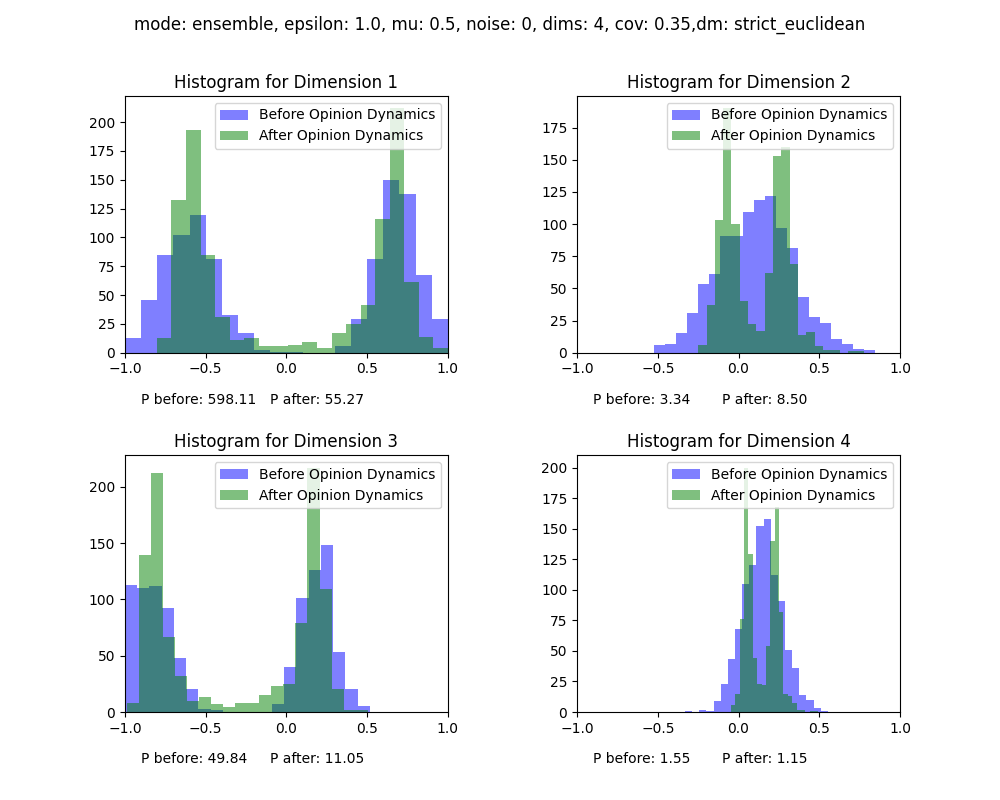 mode: ensemble, epsilon: 1.0, mu: 0.5, noise: 0, dims: 4, cov: 0.35,dm: strict_euclidean
Histogram for Dimension 1
Before Opinion Dynamics
After Opinion Dynamics
200
175
150
125
100
75
50
25
0
−1.0 −0.5 0.0 0.5 1.0
P before: 598.11 P after: 55.27
Histogram for Dimension 2
Before Opinion Dynamics
After Opinion Dynamics
175
150
125
100
75
50
25
0
−1.0 −0.5 0.0 0.5 1.0
P before: 3.34 P after: 8.50
Histogram for Dimension 3
Before Opinion Dynamics
After Opinion Dynamics
200
150
100
50
0
−1.0 −0.5 0.0 0.5 1.0
P before: 49.84 P after: 11.05
Histogram for Dimension 4
Before Opinion Dynamics
After Opinion Dynamics
200
175
150
125
100
75
50
25
0
−1.0 −0.5 0.0 0.5 1.0
P before: 1.55 P after: 1.15